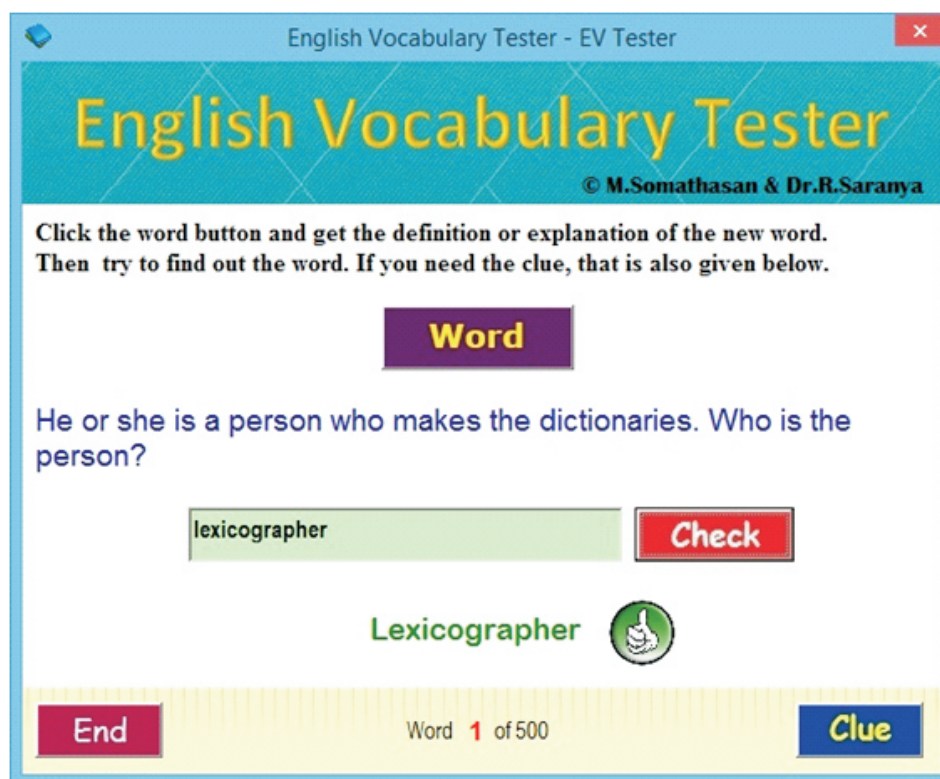 English Vocabulary Tester - EV Tester
English Vocabulary Tester
© M.Somathasan & Dr.R.Saranya
Click the word button and get the definition or explanation of the new word.
Then try to find out the word. If you need the clue, that is also given below.
Word
He or she is a person who makes the dictionaries. Who is the
person?
lexicographer
Check
Lexicographer
End
Word 1 of 500
Clue